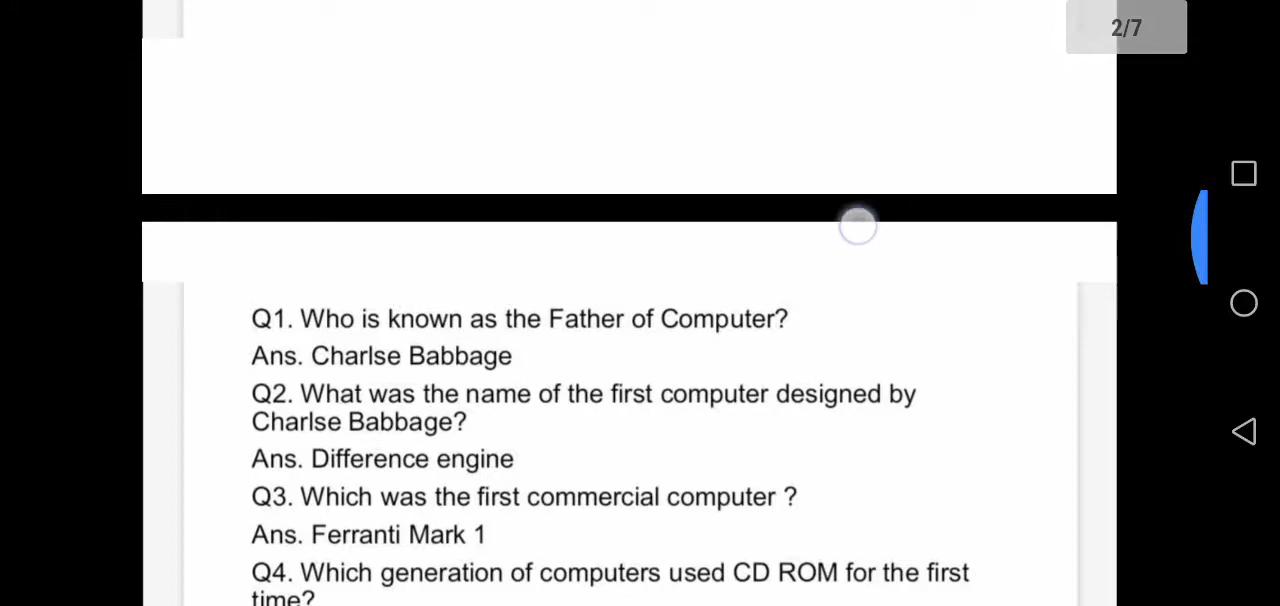 2/7
Q1. Who is known as the Father of Computer?
Ans. Charlse Babbage
Q2. What was the name of the first computer designed by
Charlse Babbage?
Ans. Difference engine
Q3. Which was the first commercial computer ?
Ans. Ferranti Mark 1
Q4. Which generation of computers used CD ROM for the first
time?